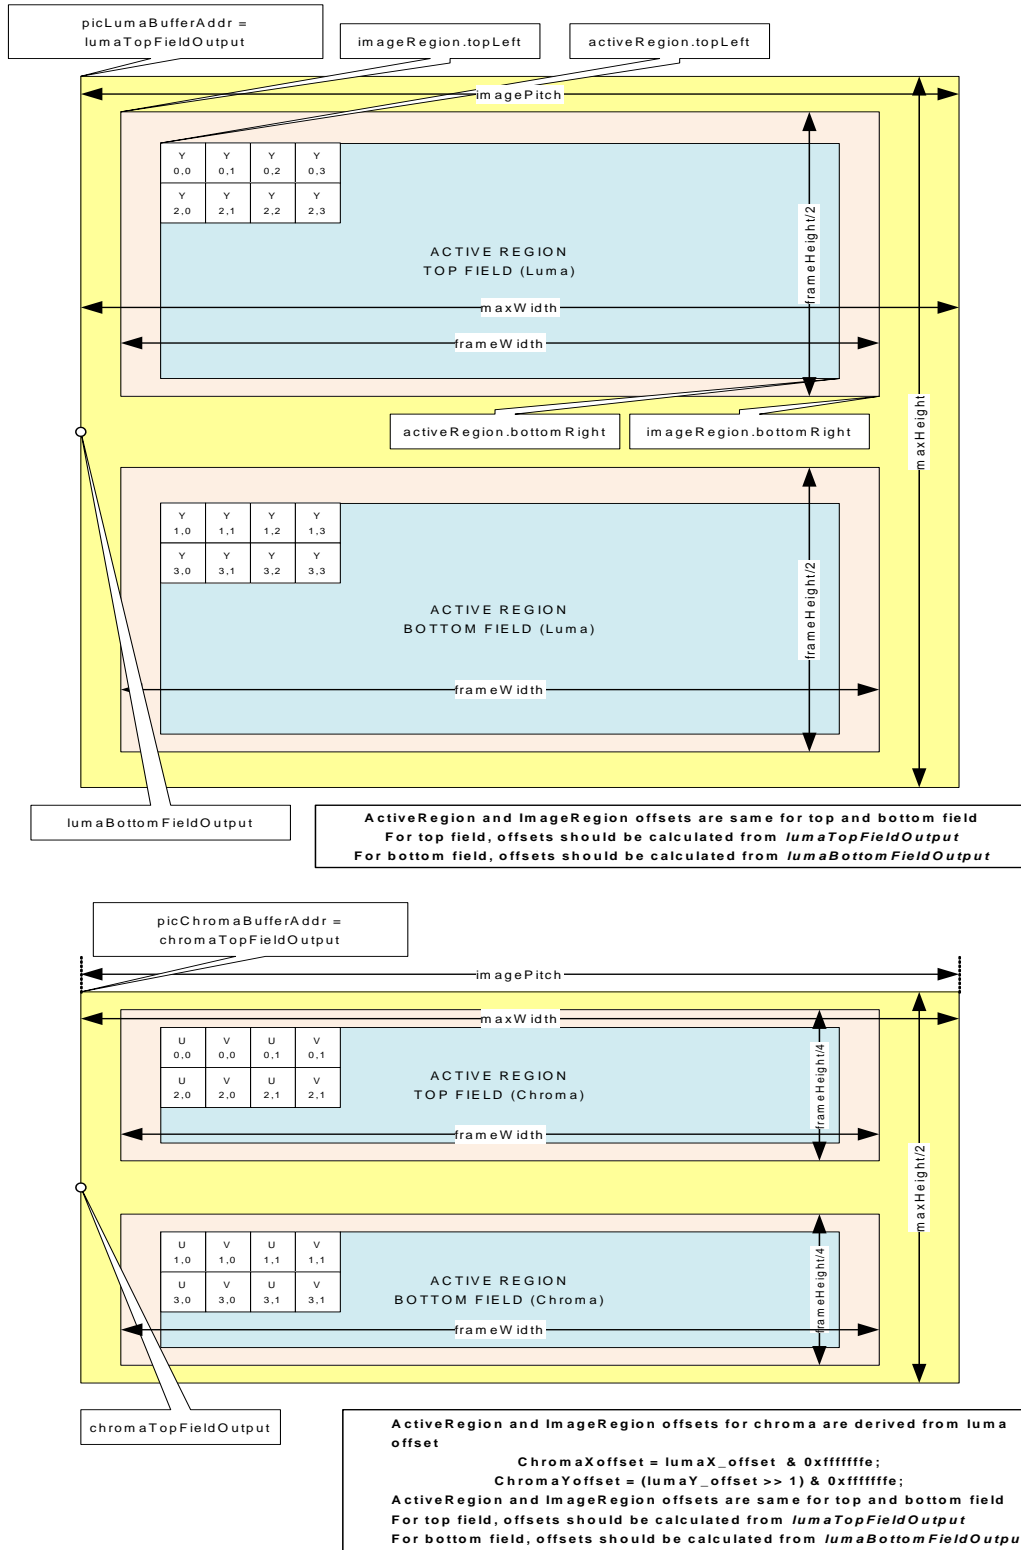 picLumaBufferAddr =
lumaTopFieldOutput
imageRegion.topLeft
activeRegion.topLeft
imagePitch
Y Y Y Y
0,0 0,1 0,2 0,3
Y Y Y Y
2,0 2,1 2,2 2,3
frameHeight/2
ACTIVE REGION
TOP FIELD (Luma)
maxWidth
frameWidth
activeRegion.bottomRight
imageRegion.bottomRight
maxHeight
Y Y Y Y
1,0 1,1 1,2 1,3
Y Y Y Y
3,0 3,1 3,2 3,3
frameHeight/2
ACTIVE REGION
BOTTOM FIELD (Luma)
frameWidth
lumaBottomFieldOutput
ActiveRegion and ImageRegion offsets are same for top and bottom field
For top field, offsets should be calculated from lumaTopFieldOutput
For bottom field, offsets should be calculated from lumaBottomFieldOutput
picChromaBufferAddr =
chromaTopFieldOutput
imagePitch
maxWidth
U V U V
0,0 0,0 0,1 0,1
U V U V
2,0 2,0 2,1 2,1
frameHeight/4
ACTIVE REGION
TOP FIELD (Chroma)
frameWidth
maxHeight/2
U V U V
1,0 1,0 1,1 1,1
U V U V
3,0 3,0 3,1 3,1
frameHeight/4
ACTIVE REGION
BOTTOM FIELD (Chroma)
frameWidth
chromaTopFieldOutput
ActiveRegion and ImageRegion offsets for chroma are derived from luma
offset
ChromaXoffset = lumaX_offset & 0xfffffffe;
ChromaYoffset = (lumaY_offset >> 1) & 0xfffffffe;
ActiveRegion and ImageRegion offsets are same for top and bottom field
For top field, offsets should be calculated from lumaTopFieldOutput
For bottom field, offsets should be calculated from lumaBottomFieldOutpu